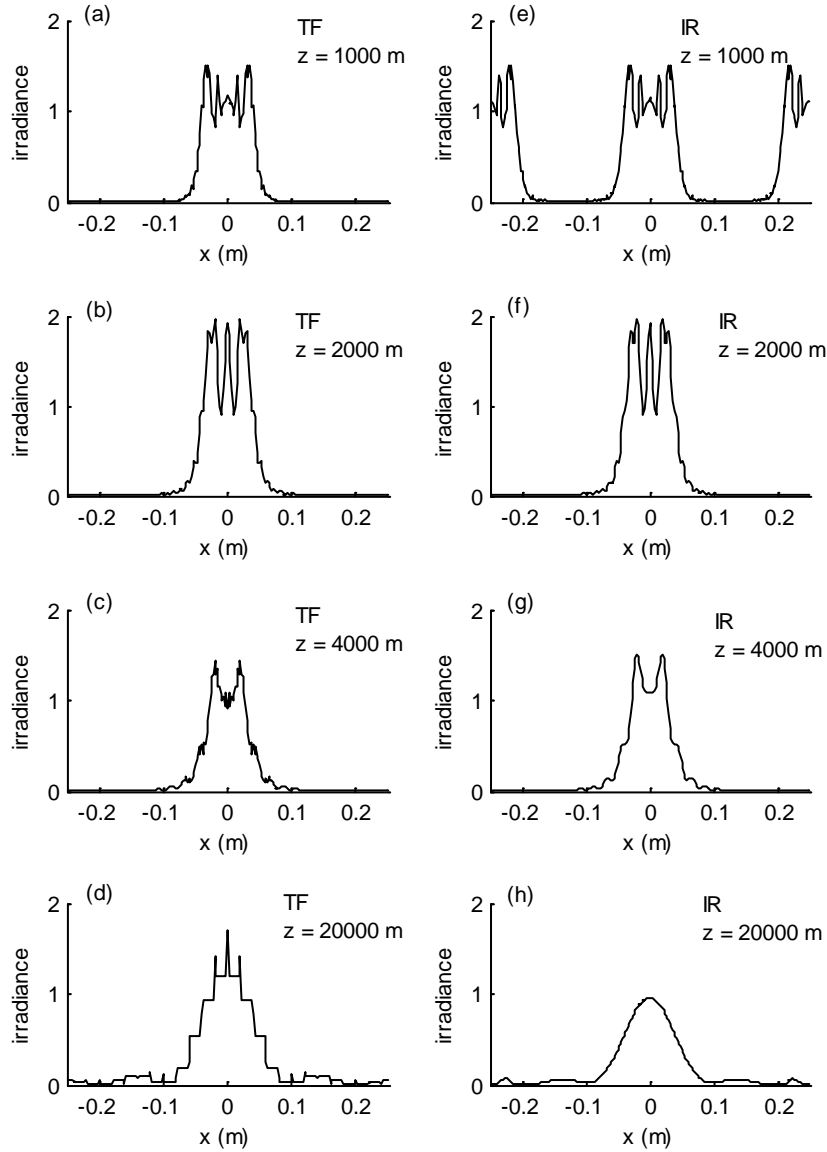 (a)
TF
z = 1000 m
irradiance
2
1
0
-0.2 -0.1 0 0.1 0.2
x (m)
(e)
IR
z = 1000 m
irradiance
2
1
0
-0.2 -0.1 0 0.1 0.2
x (m)
(b)
TF
z = 2000 m
irradaince
2
1
0
-0.2 -0.1 0 0.1 0.2
x (m)
(f)
IR
z = 2000 m
irradiance
2
1
0
-0.2 -0.1 0 0.1 0.2
x (m)
(c)
TF
z = 4000 m
irradiance
2
1
0
-0.2 -0.1 0 0.1 0.2
x (m)
(g)
IR
z = 4000 m
irradiance
2
1
0
-0.2 -0.1 0 0.1 0.2
x (m)
(d)
TF
z = 20000 m
irradiance
2
1
0
-0.2 -0.1 0 0.1 0.2
x (m)
(h)
IR
z = 20000 m
irradiance
2
1
0
-0.2 -0.1 0 0.1 0.2
x (m)